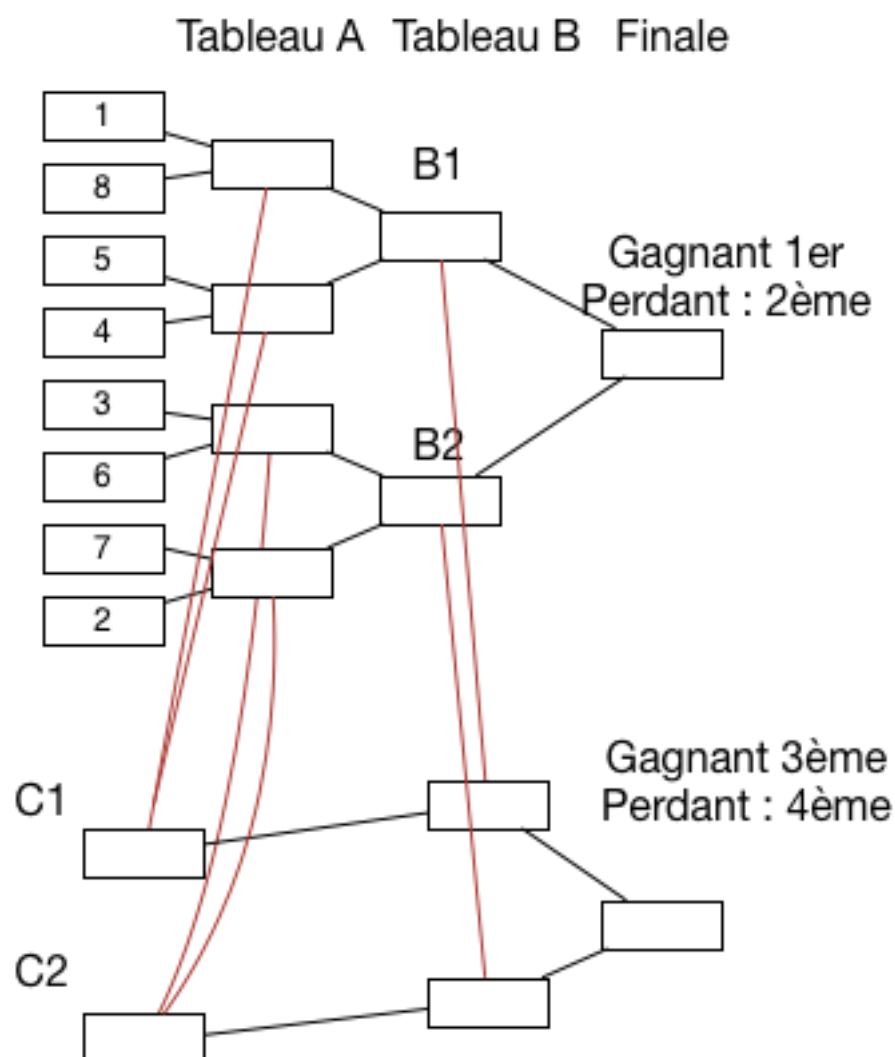 Tableau A Tableau B Finale
1
8
5
4
3
6
7
2
B1
B2
Gagnant 1er
Perdant : 2ème
C1
C2
Gagnant 3ème
Perdant : 4ème